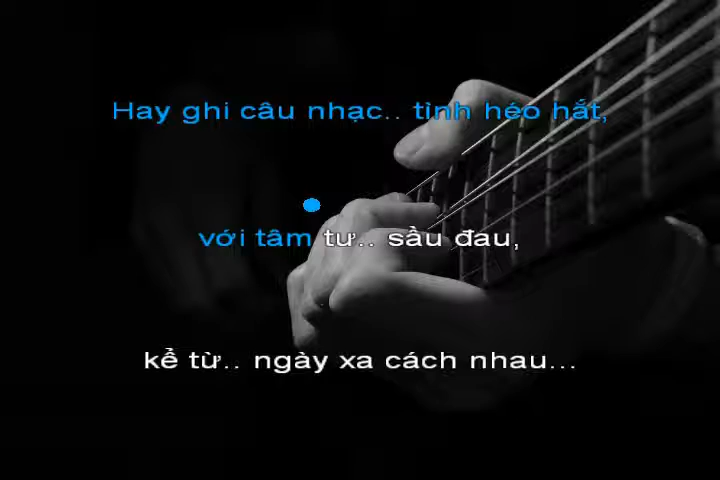 Hay ghi câu nhạc.. tình héo hắt,
với tâm tư.. sầu đau,
kể từ.. ngày xa cách nhau...